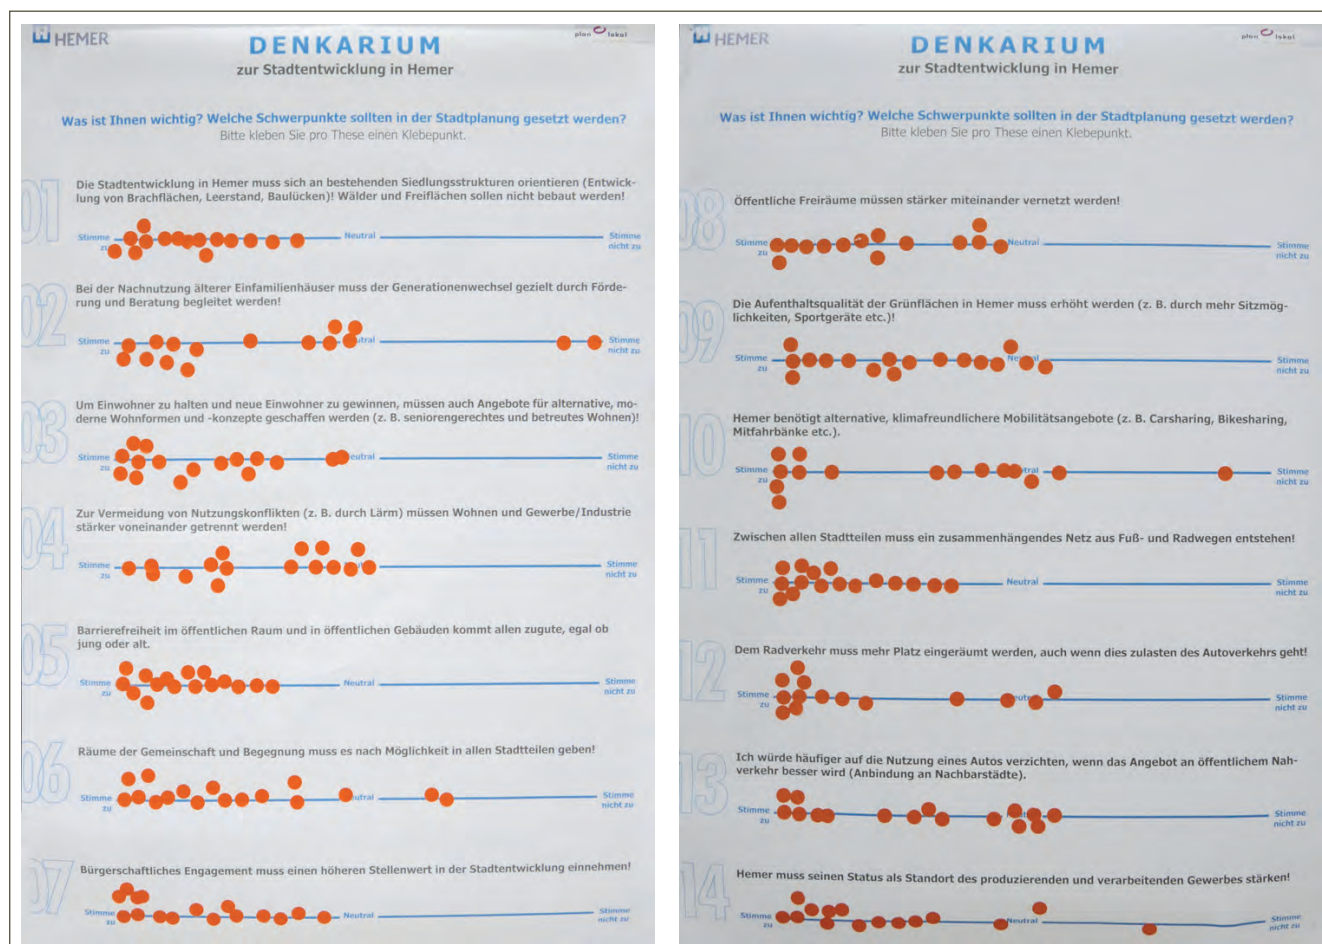 HEMER
plan lokal
DENKARIUM
zur Stadtentwicklung in Hemer
Was ist Ihnen wichtig? Welche Schwerpunkte sollten in der Stadtplanung gesetzt werden?
Bitte kleben Sie pro These einen Klebepunkt.
01
Die Stadtentwicklung in Hemer muss sich an bestehenden Siedlungsstrukturen orientieren (Entwick-
lung von Brachflächen, Leerstand, Baulücken)! Wälder und Freiflächen sollen nicht bebaut werden!
Stimme zu
Neutral
Stimme nicht zu
02
Bei der Nachnutzung älterer Einfamilienhäuser muss der Generationenwechsel gezielt durch Förde-
rung und Beratung begleitet werden!
Stimme zu
utral
Stimme nicht zu
03
Um Einwohner zu halten und neue Einwohner zu gewinnen, müssen auch Angebote für alternative, mo-
derne Wohnformen und -konzepte geschaffen werden (z. B. seniorengerechtes und betreutes Wohnen)!
Stimme zu
eutral
Stimme nicht zu
04
Zur Vermeidung von Nutzungskonflikten (z. B. durch Lärm) müssen Wohnen und Gewerbe/Industrie
stärker voneinander getrennt werden!
Stimme zu
Stimme nicht zu
05
Barrierefreiheit im öffentlichen Raum und in öffentlichen Gebäuden kommt allen zugute, egal ob
jung oder alt.
Stimme zu
Neutral
Stimme nicht zu
06
Räume der Gemeinschaft und Begegnung muss es nach Möglichkeit in allen Stadtteilen geben!
Stimme zu
utral
Stimme nicht zu
07
Bürgerschaftliches Engagement muss einen höheren Stellenwert in der Stadtentwicklung einnehmen!
Stimme zu
Neutral
Stimme nicht zu
HEMER
plan lokal
DENKARIUM
zur Stadtentwicklung in Hemer
Was ist Ihnen wichtig? Welche Schwerpunkte sollten in der Stadtplanung gesetzt werden?
Bitte kleben Sie pro These einen Klebepunkt.
08
Öffentliche Freiräume müssen stärker miteinander vernetzt werden!
Stimme zu
Neutral
Stimme nicht zu
09
Die Aufenthaltsqualität der Grünflächen in Hemer muss erhöht werden (z. B. durch mehr Sitzmög-
lichkeiten, Sportgeräte etc.)!
Stimme zu
Stimme nicht zu
10
Hemer benötigt alternative, klimafreundlichere Mobilitätsangebote (z. B. Carsharing, Bikesharing,
Mitfahrbänke etc.).
Stimme zu
tral
Stimme nicht zu
11
Zwischen allen Stadtteilen muss ein zusammenhängendes Netz aus Fuß- und Radwegen entstehen!
Stimme zu
Neutral
Stimme nicht zu
12
Dem Radverkehr muss mehr Platz eingeräumt werden, auch wenn dies zulasten des Autoverkehrs geht!
Stimme zu
Stimme nicht zu
13
Ich würde häufiger auf die Nutzung eines Autos verzichten, wenn das Angebot an öffentlichem Nah-
verkehr besser wird (Anbindung an Nachbarstädte).
Stimme zu
Stimme nicht zu
14
Hemer muss seinen Status als Standort des produzierenden und verarbeitenden Gewerbes stärken!
Stimme zu
Neutral
Stimme nicht zu